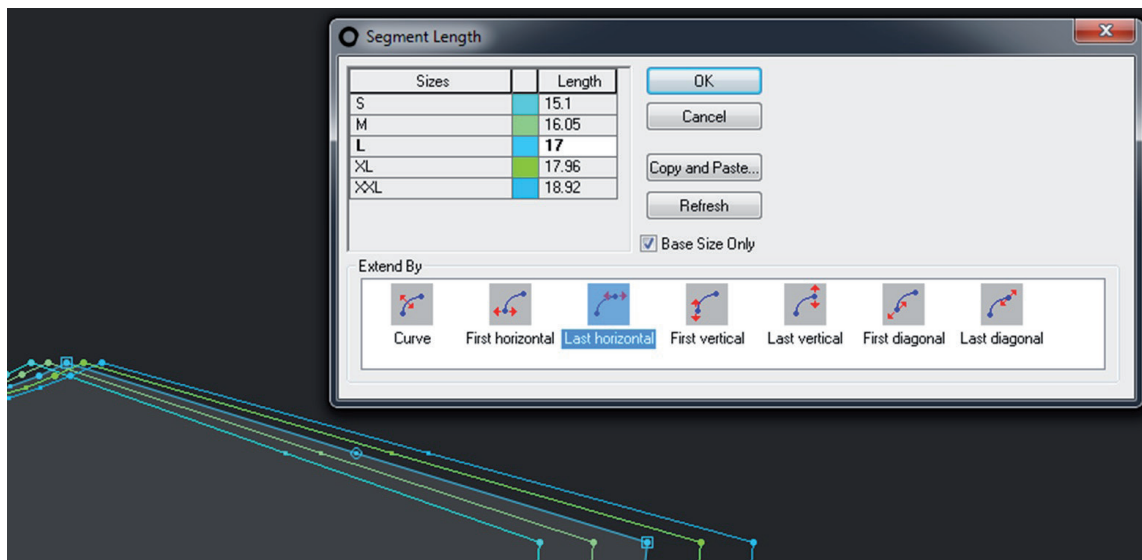 Segment Length
Sizes Length
S 15.1
M 16.05
L 17
XL 17.96
XXL 18.92
OK
Cancel
Copy and Paste...
Refresh
Base Size Only
Extend By
Curve First horizontal Last horizontal First vertical Last vertical First diagonal Last diagonal